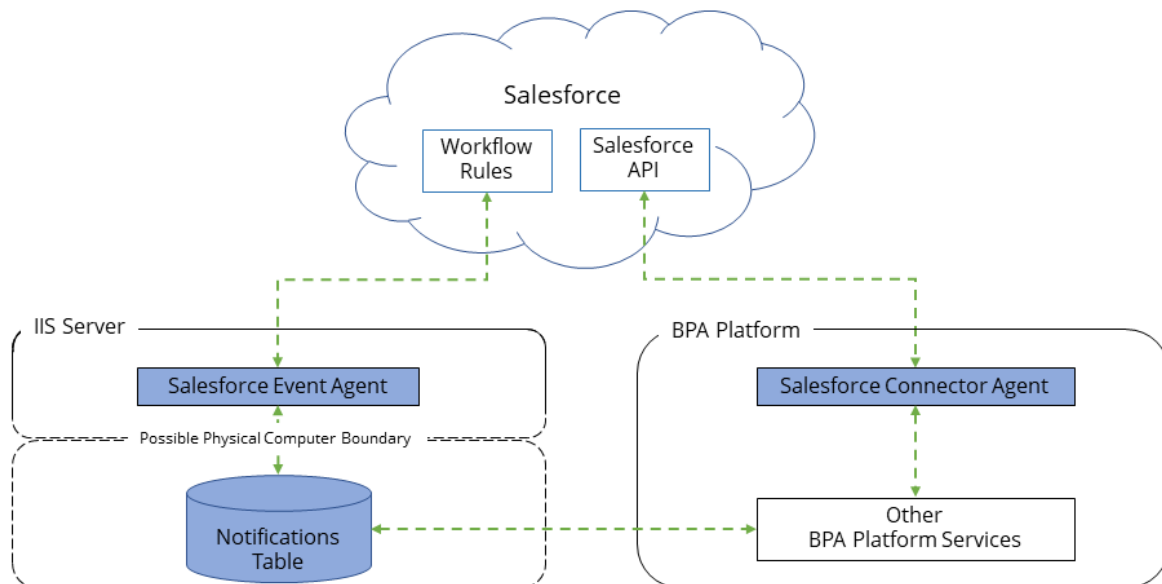 Salesforce
Workflow
Rules
Salesforce
API
IIS Server
BPA Platform
Salesforce Event Agent
Salesforce Connector Agent
Possible Physical Computer Boundary
Notifications
Table
Other
BPA Platform Services